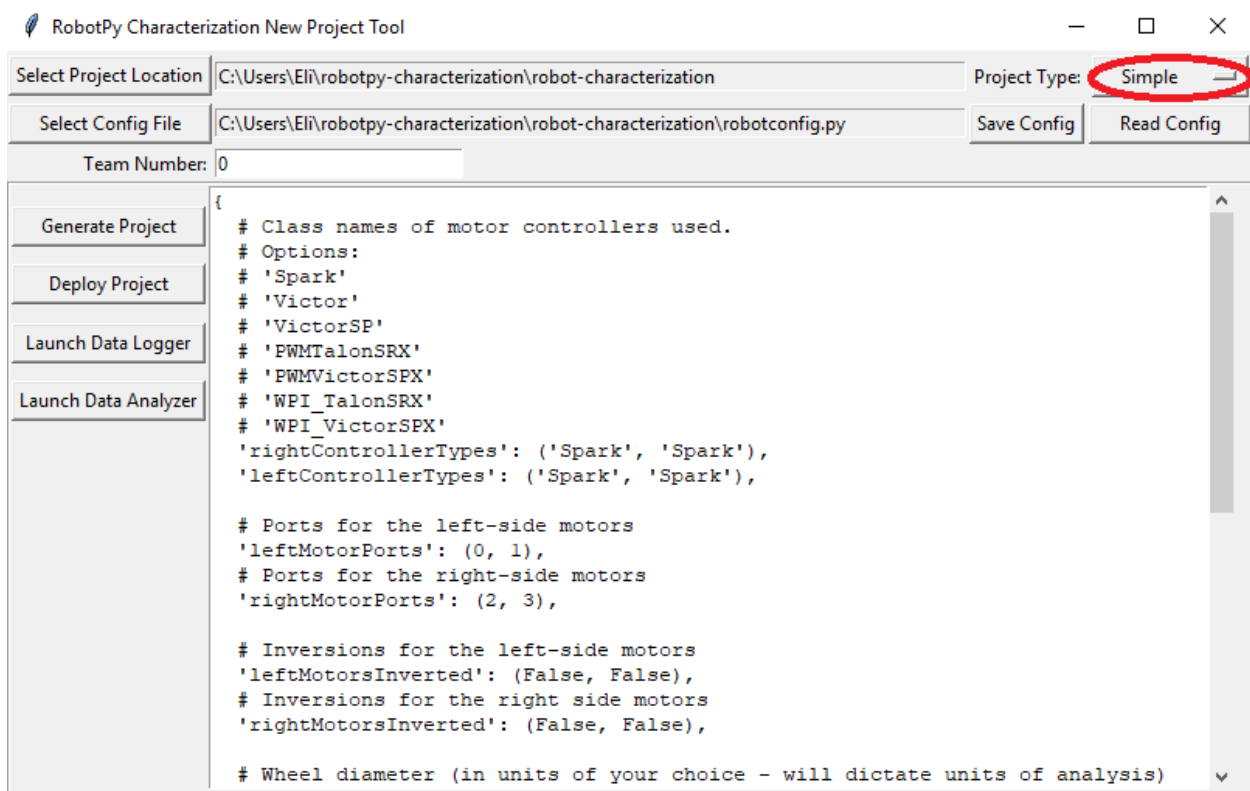 RobotPy Characterization New Project Tool
Select Project Location C:\Users\Eli\robotpy-characterization\robot-characterization Project Type: Simple
Select Config File C:\Users\Eli\robotpy-characterization\robot-characterization\robotconfig.py Save Config Read Config
Team Number: 0
Generate Project
Deploy Project
Launch Data Logger
Launch Data Analyzer
{
# Class names of motor controllers used.
# Options:
# 'Spark'
# 'Victor'
# 'VictorSP'
# 'PWMTalonSRX'
# 'PWMVictorSPX'
# 'WPI_TalonSRX'
# 'WPI_VictorSPX'
'rightControllerTypes': ('Spark', 'Spark'),
'leftControllerTypes': ('Spark', 'Spark'),
# Ports for the left-side motors
'leftMotorPorts': (0, 1),
# Ports for the right-side motors
'rightMotorPorts': (2, 3),
# Inversions for the left-side motors
'leftMotorsInverted': (False, False),
# Inversions for the right side motors
'rightMotorsInverted': (False, False),
# Wheel diameter (in units of your choice - will dictate units of analysis)